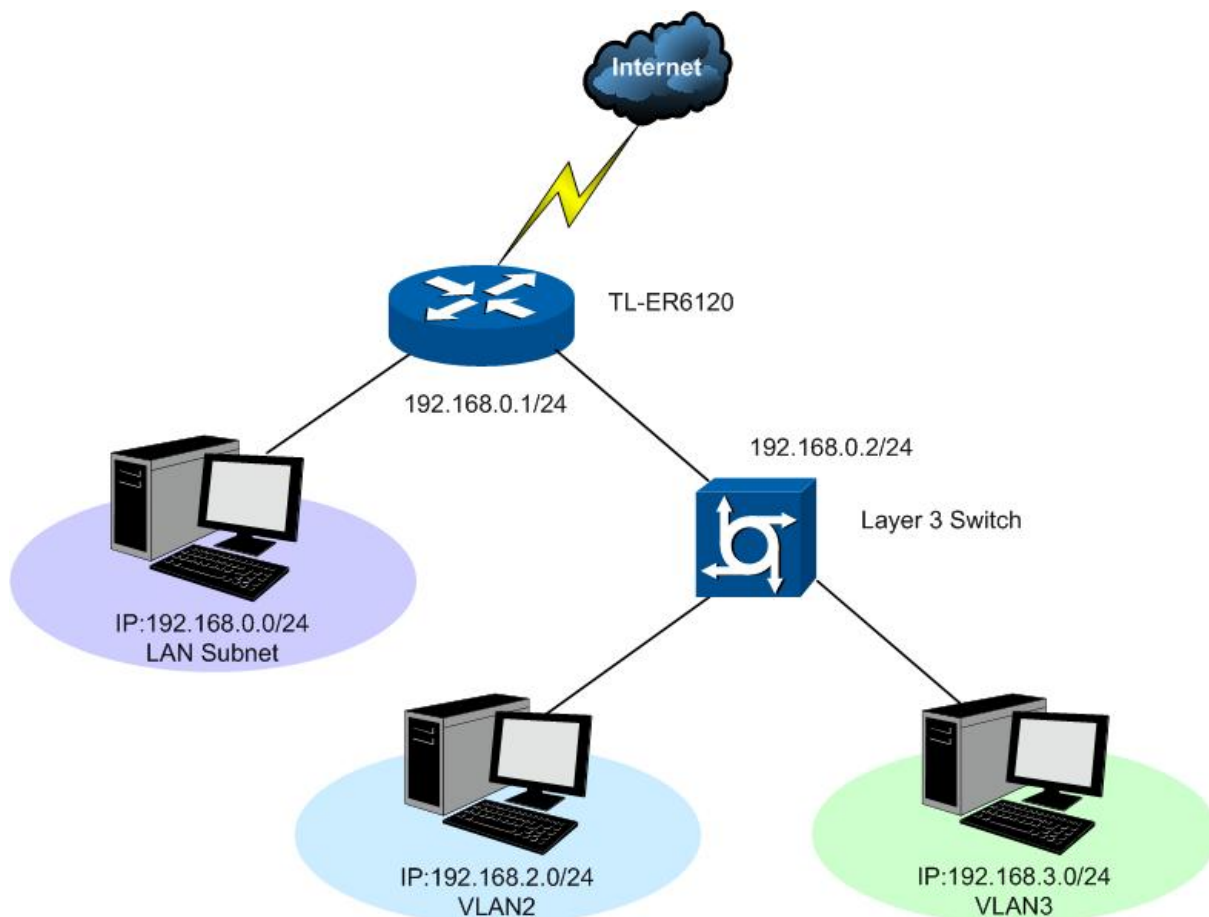 Internet
TL-ER6120
192.168.0.1/24
192.168.0.2/24
Layer 3 Switch
IP:192.168.0.0/24
LAN Subnet
IP:192.168.2.0/24
VLAN2
IP:192.168.3.0/24
VLAN3